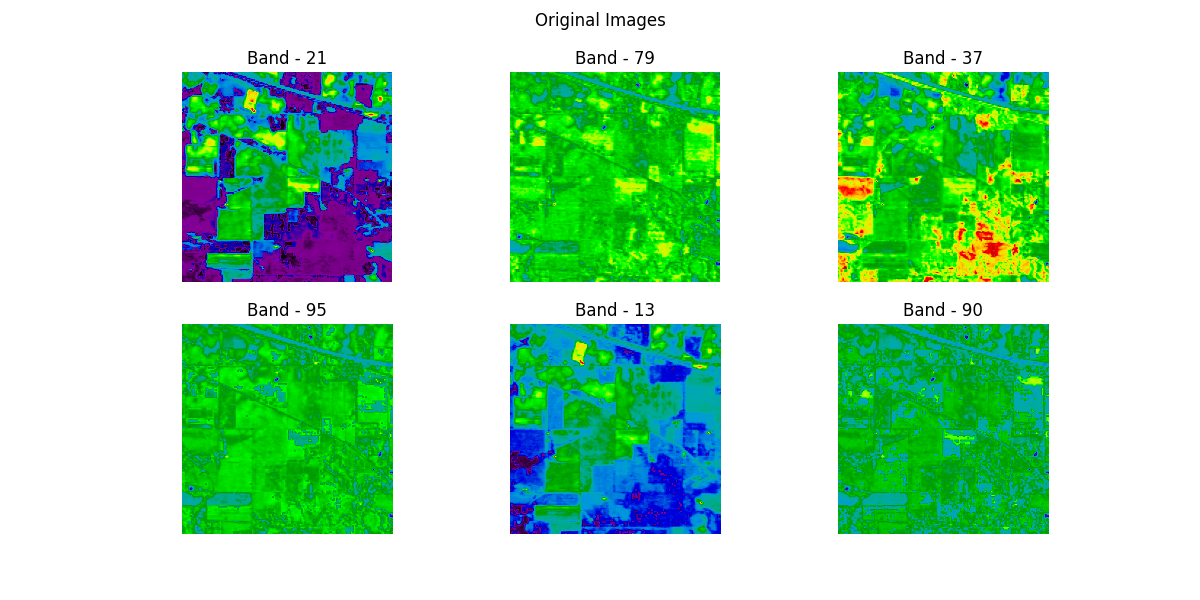 Original Images
Band - 21
Band - 79
Band - 37
Band - 95
Band - 13
Band - 90